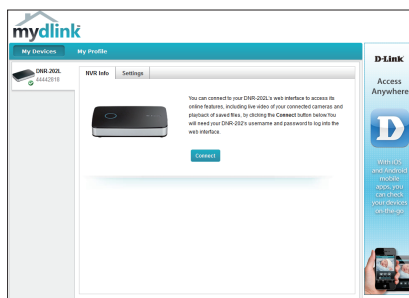 mydlink
My Devices
My Profile
DNR-202L
44442818
NVR Info
Settings
You can connect to your DNR-202L's web interface to access its
online features, including live video of your connected cameras and
playback of saved files, by clicking the Connect button below.You
will need your DNR-202's username and password to log into the
web interface.
Connect
D-Link
Access
Anywhere
D
With iOS
and Android
mobile
apps, you
can check
your devices
on-the-go